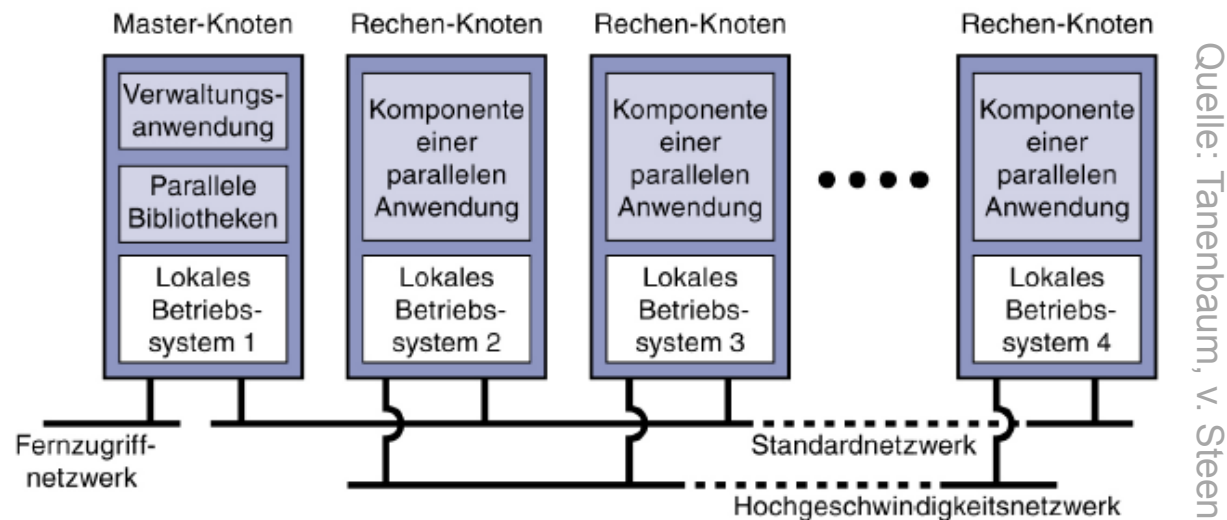 Master-Knoten
Rechen-Knoten
Rechen-Knoten
Rechen-Knoten
Verwaltungs-
anwendung
Parallele
Bibliotheken
Lokales
Betriebs-
system 1
Komponente
einer
parallelen
Anwendung
Lokales
Betriebs-
system 2
Komponente
einer
parallelen
Anwendung
Lokales
Betriebs-
system 3
Komponente
einer
parallelen
Anwendung
Lokales
Betriebs-
system 4
Fernzugriff-
netzwerk
Standardnetzwerk
Hochgeschwindigkeitsnetzwerk
Quelle: Tanenbaum, v. Steen